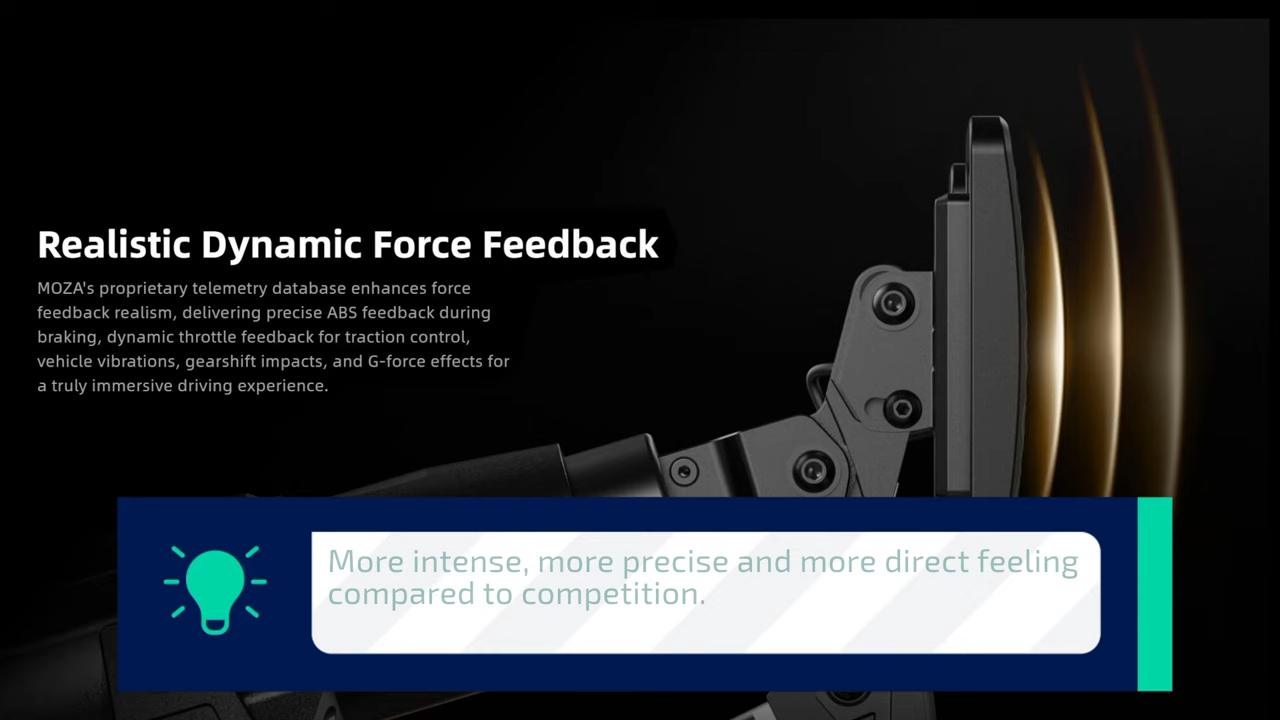 Realistic Dynamic Force Feedback
MOZA's proprietary telemetry database enhances force
feedback realism, delivering precise ABS feedback during
braking, dynamic throttle feedback for traction control,
vehicle vibrations, gearshift impacts, and G-force effects for
a truly immersive driving experience.
More intense, more precise and more direct feeling
compared to competition.